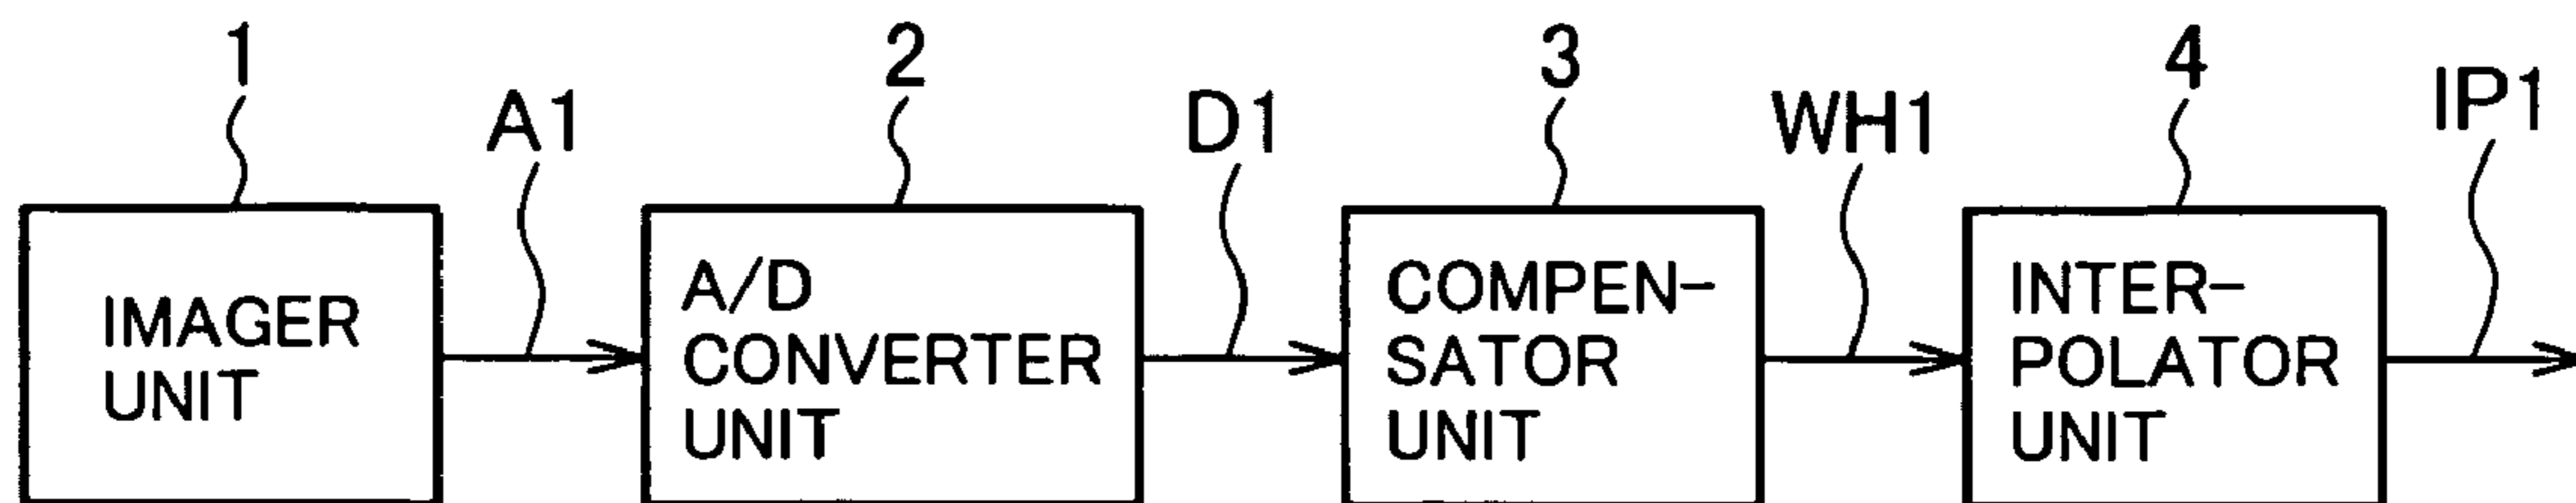 1
2
3
4
A1
D1
WH1
IP1
IMAGER
UNIT
A/D
CONVERTER
UNIT
COMPEN-
SATOR
UNIT
INTER-
POLATOR
UNIT